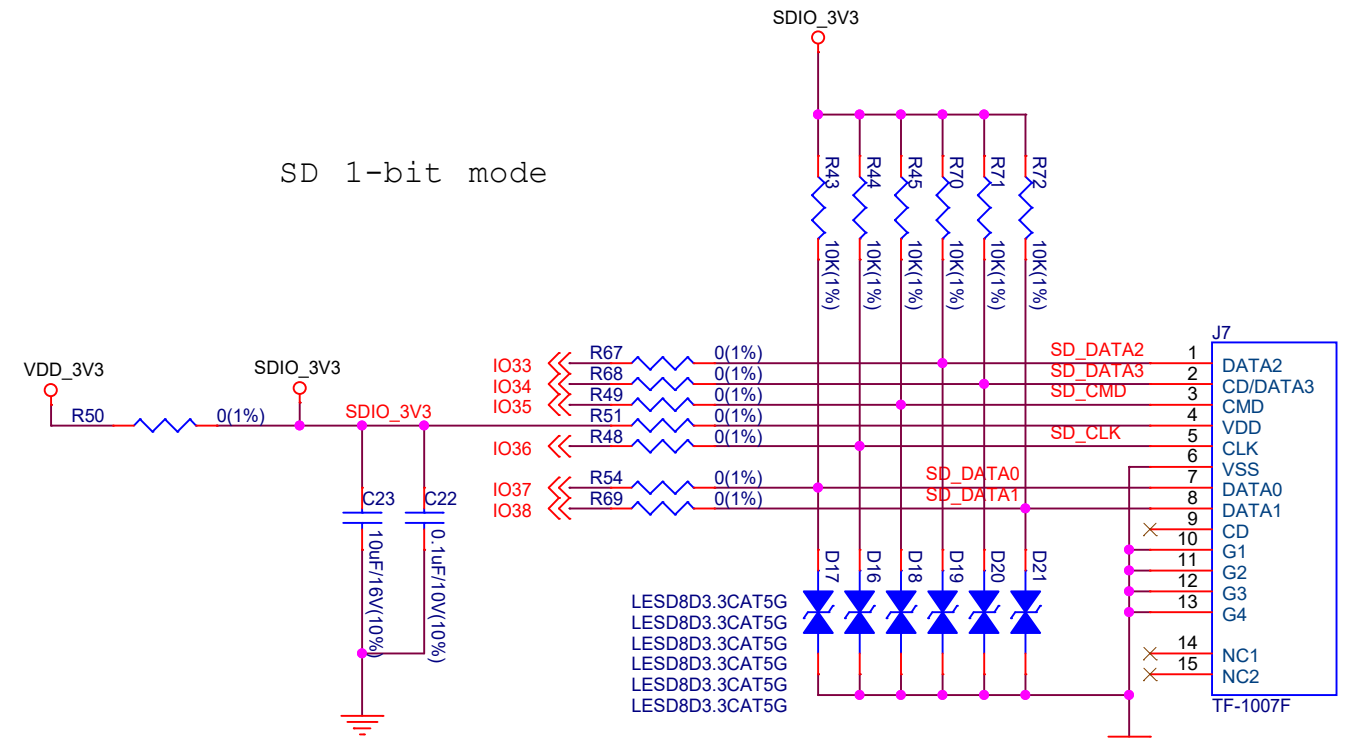 SDIO_3V3
SD 1-bit mode
R43
R44
R45
R70
R71
R72
10K(1%)
10K(1%)
10K(1%)
10K(1%)
10K(1%)
10K(1%)
VDD_3V3
R50
0(1%)
SDIO_3V3
SDIO_3V3
C23
10uF/16V(10%)
C22
0.1uF/10V(10%)
IO33 R67 0(1%) SD_DATA2 1 DATA2
IO34 R68 0(1%) SD_DATA3 2 CD/DATA3
IO35 R49 0(1%) SD_CMD 3 CMD
R51 0(1%) 4 VDD
IO36 R48 0(1%) SD_CLK 5 CLK
6 VSS
IO37 R54 0(1%) SD_DATA0 7 DATA0
IO38 R69 0(1%) SD_DATA1 8 DATA1
9 CD
10 G1
11 G2
12 G3
13 G4
14 NC1
15 NC2
J7
TF-1007F
D17
D16
D18
D19
D20
D21
LESD8D3.3CAT5G
LESD8D3.3CAT5G
LESD8D3.3CAT5G
LESD8D3.3CAT5G
LESD8D3.3CAT5G
LESD8D3.3CAT5G